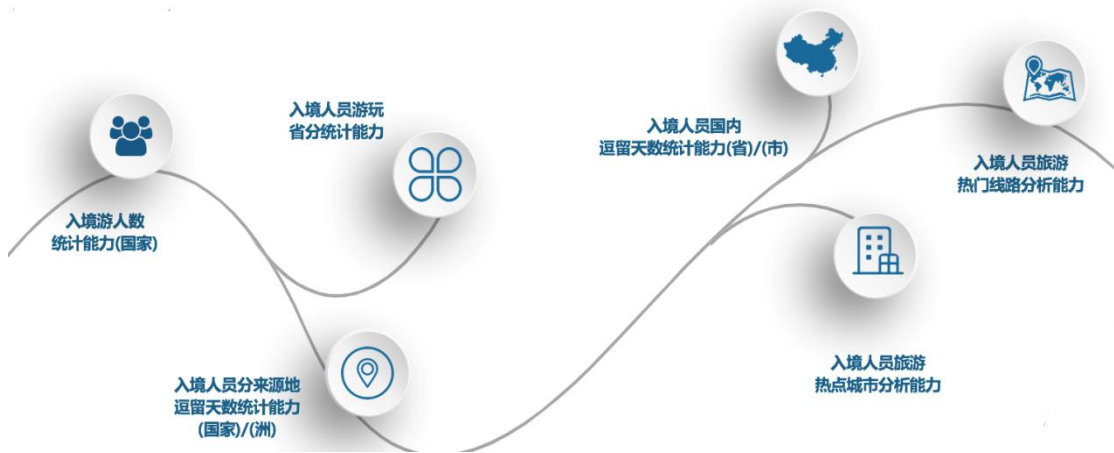 入境游人数
统计能力(国家)
入境人员游玩
省分统计能力
入境人员分来源地
逗留天数统计能力
(国家)/(洲)
入境人员国内
逗留天数统计能力(省)/(市)
入境人员旅游
热点城市分析能力
入境人员旅游
热门线路分析能力